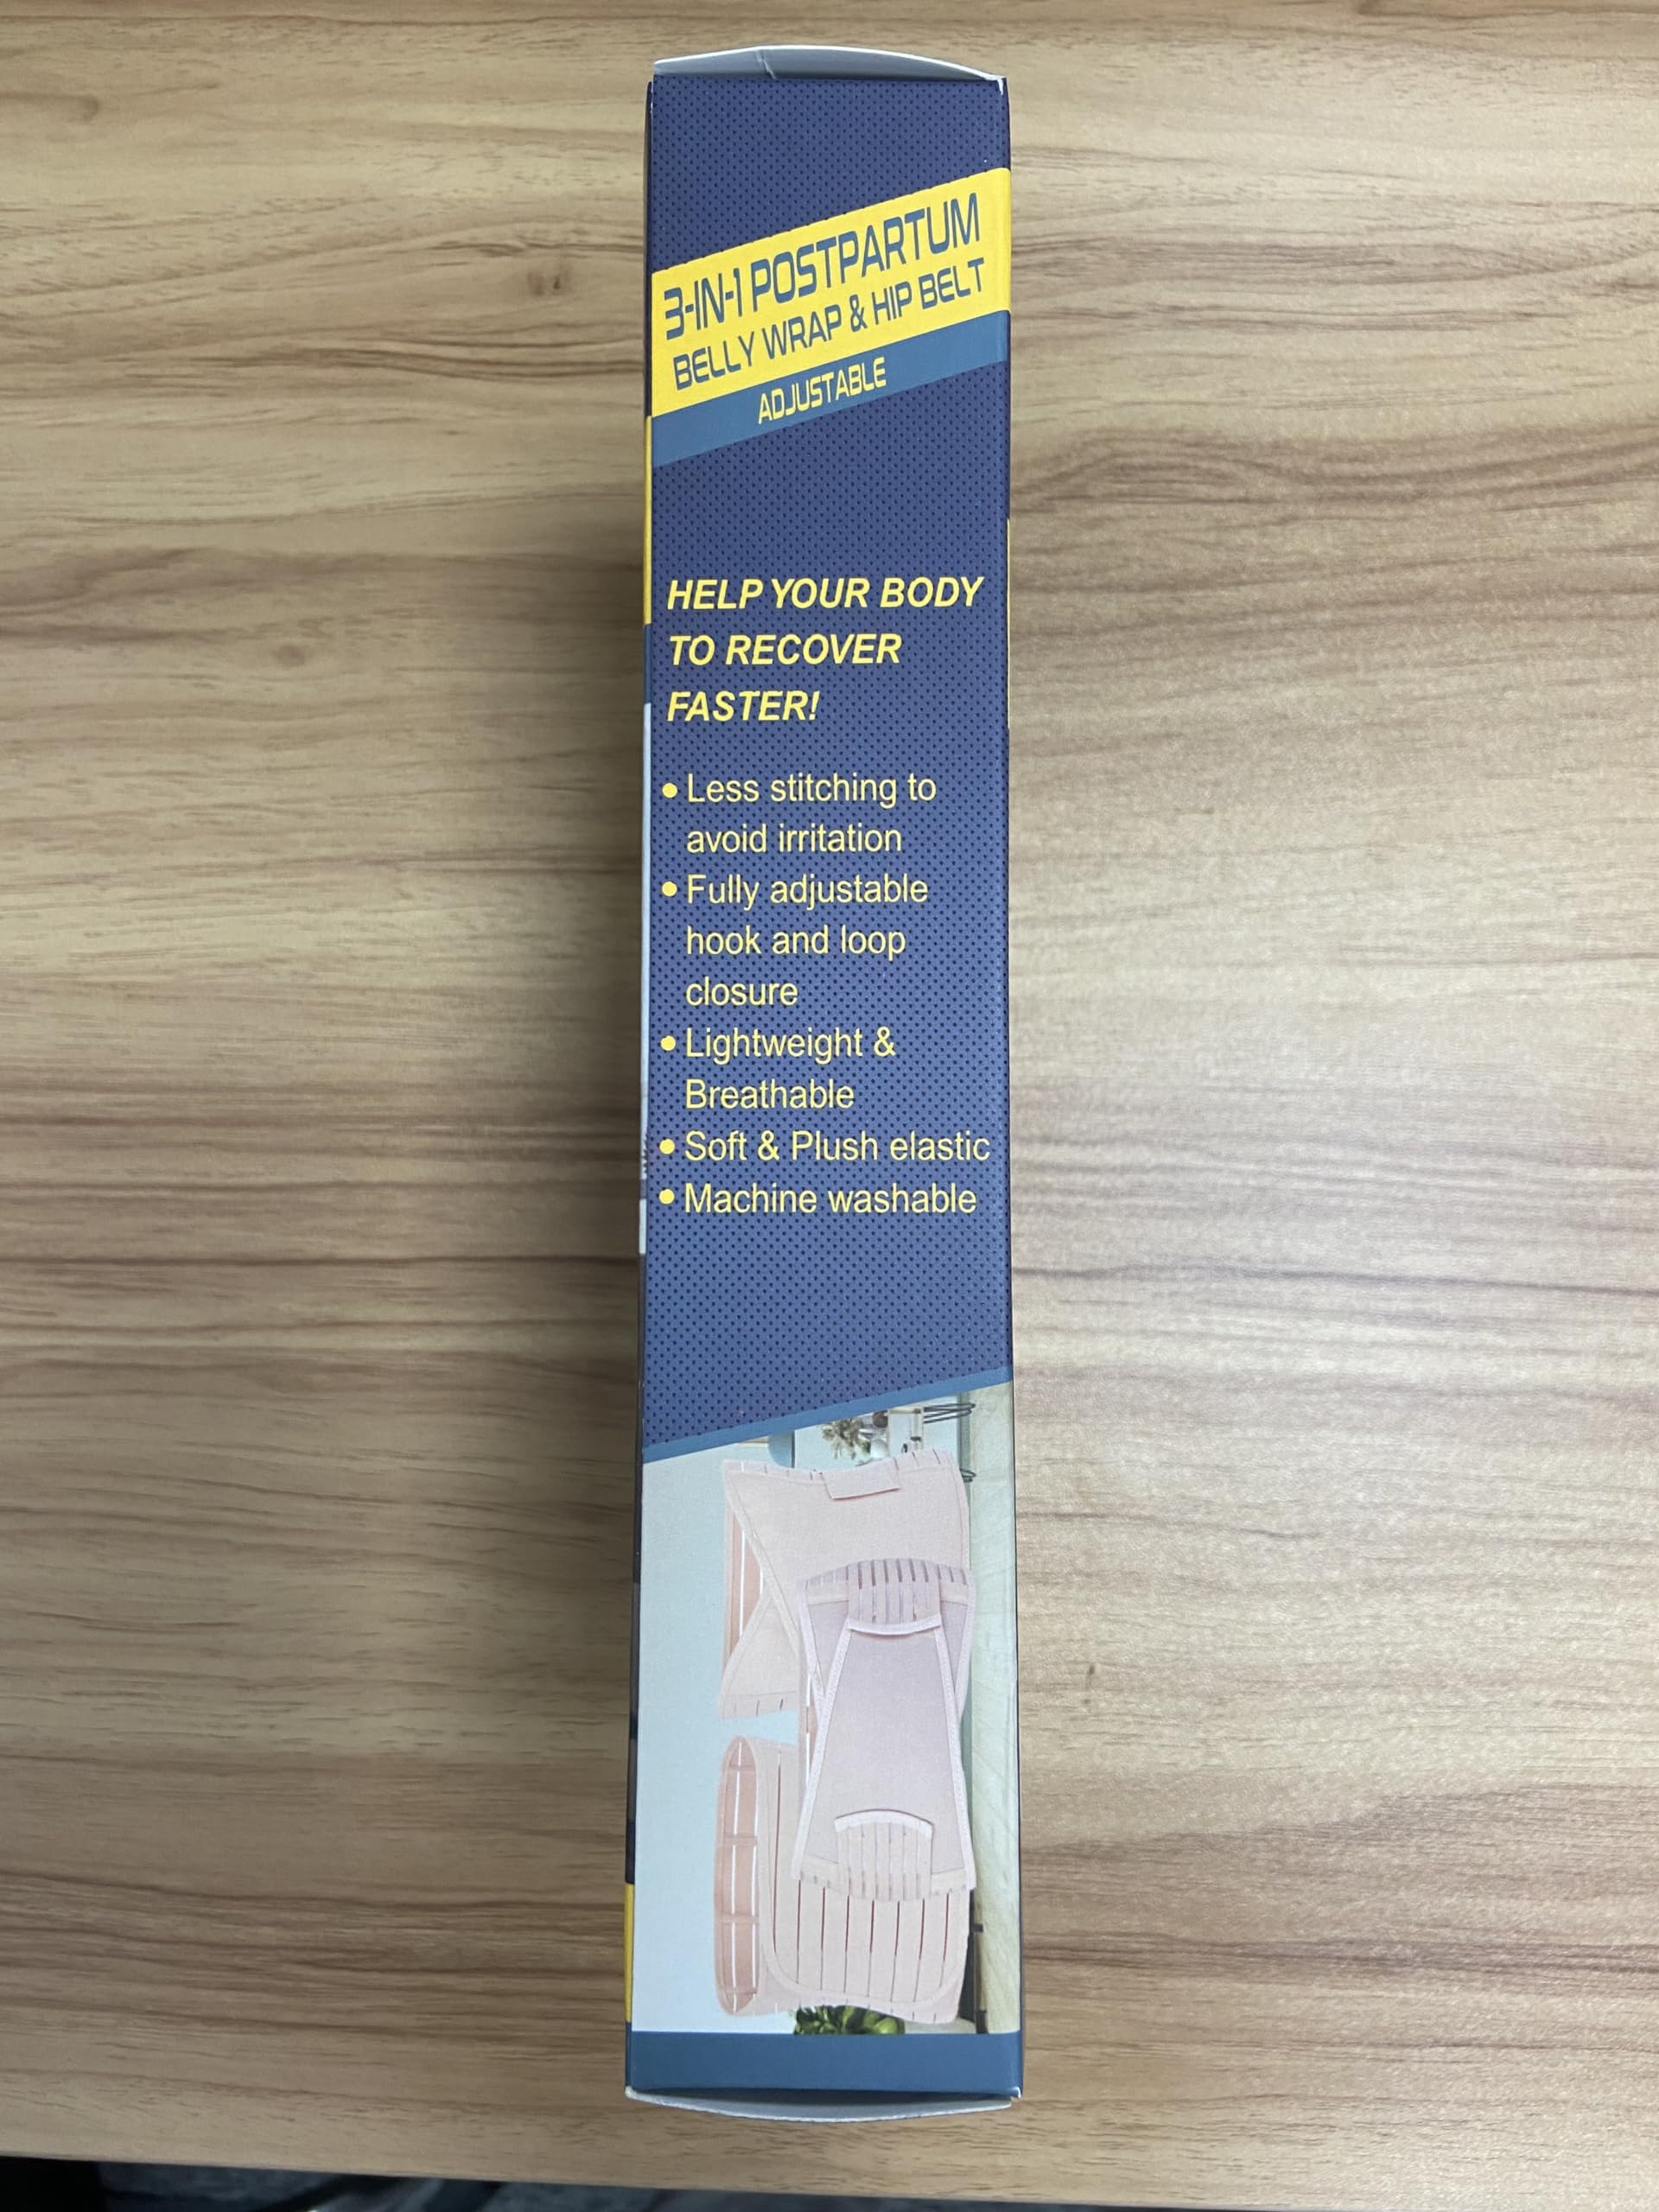 3-IN-1 POSTPARTUM
BELLY WRAP & HIP BELT
ADJUSTABLE
HELP YOUR BODY
TO RECOVER
FASTER!
• Less stitching to
avoid irritation
• Fully adjustable
hook and loop
closure
• Lightweight &
Breathable
• Soft & Plush elastic
• Machine washable